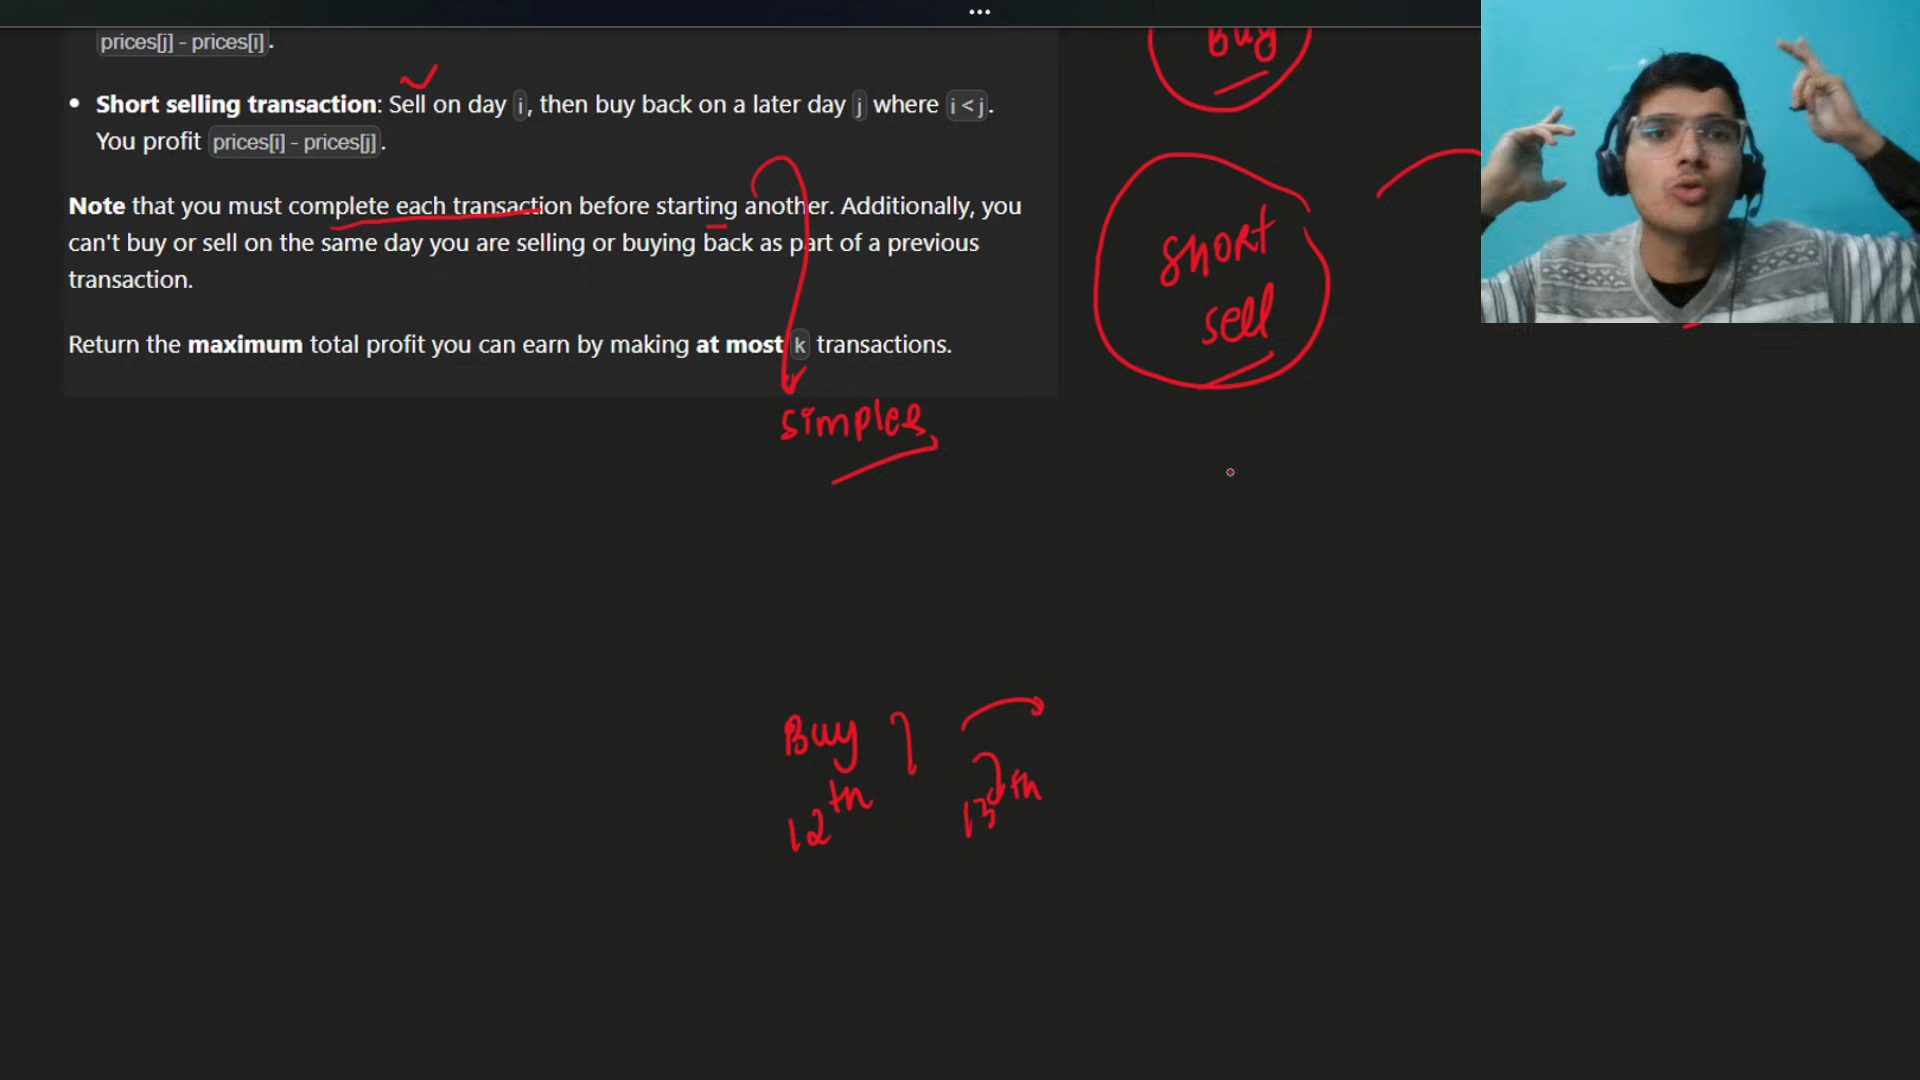 ...
prices[j] - prices[i].
• Short selling transaction: Sell on day i, then buy back on a later day j where i < j.
You profit prices[i] - prices[j].
Note that you must complete each transaction before starting another. Additionally, you
can't buy or sell on the same day you are selling or buying back as part of a previous
transaction.
Return the maximum total profit you can earn by making at most k transactions.
Buy
short
sell
simples
Buy
12th
13th